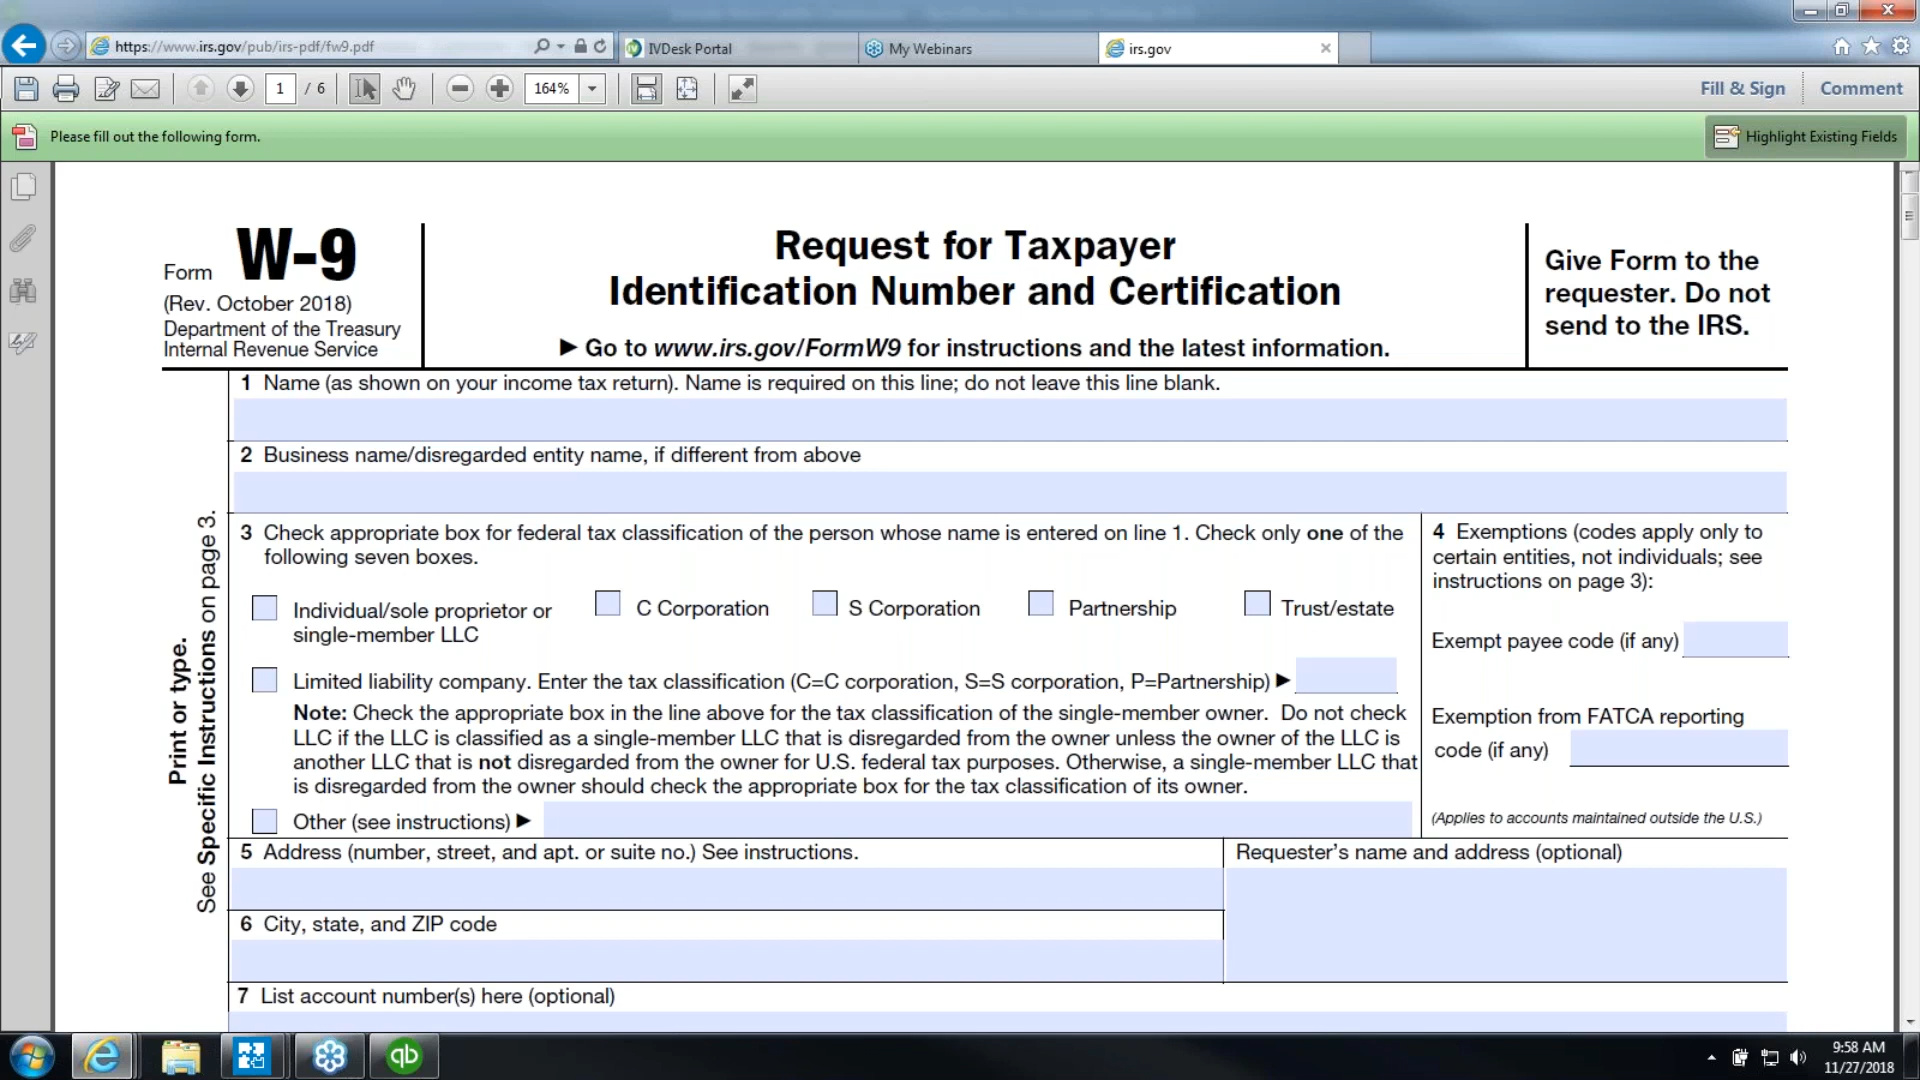 https://www.irs.gov/pub/irs-pdf/fw9.pdf
IVDesk Portal
My Webinars
irs.gov
1 / 6
164%
Fill & Sign
Comment
Please fill out the following form.
Highlight Existing Fields
Form W-9
(Rev. October 2018)
Department of the Treasury
Internal Revenue Service
Request for Taxpayer
Identification Number and Certification
▶ Go to www.irs.gov/FormW9 for instructions and the latest information.
Give Form to the
requester. Do not
send to the IRS.
Print or type.
See Specific Instructions on page 3.
1 Name (as shown on your income tax return). Name is required on this line; do not leave this line blank.
2 Business name/disregarded entity name, if different from above
3 Check appropriate box for federal tax classification of the person whose name is entered on line 1. Check only one of the
following seven boxes.
Individual/sole proprietor or
single-member LLC
C Corporation
S Corporation
Partnership
Trust/estate
Limited liability company. Enter the tax classification (C=C corporation, S=S corporation, P=Partnership) ▶
Note: Check the appropriate box in the line above for the tax classification of the single-member owner. Do not check
LLC if the LLC is classified as a single-member LLC that is disregarded from the owner unless the owner of the LLC is
another LLC that is not disregarded from the owner for U.S. federal tax purposes. Otherwise, a single-member LLC that
is disregarded from the owner should check the appropriate box for the tax classification of its owner.
Other (see instructions) ▶
4 Exemptions (codes apply only to
certain entities, not individuals; see
instructions on page 3):
Exempt payee code (if any)
Exemption from FATCA reporting
code (if any)
(Applies to accounts maintained outside the U.S.)
5 Address (number, street, and apt. or suite no.) See instructions.
Requester's name and address (optional)
6 City, state, and ZIP code
7 List account number(s) here (optional)
qb
9:58 AM
11/27/2018